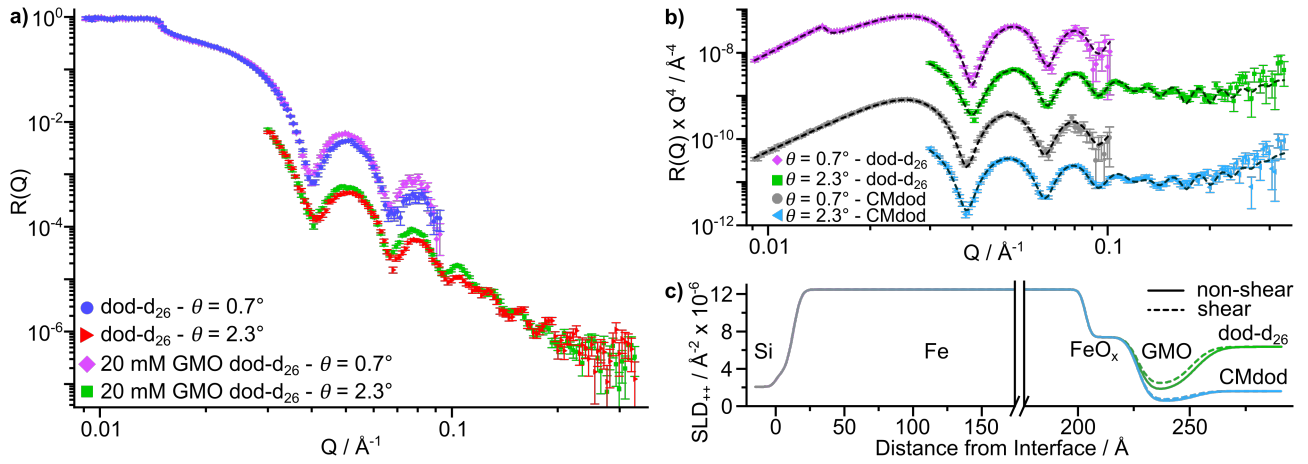 a)
10⁰
10⁻²
10⁻⁴
10⁻⁶
R(Q)
dod-d₂₆ - θ = 0.7°
dod-d₂₆ - θ = 2.3°
20 mM GMO dod-d₂₆ - θ = 0.7°
20 mM GMO dod-d₂₆ - θ = 2.3°
0.01
0.1
Q / Å⁻¹
b)
10⁻⁸
10⁻¹⁰
10⁻¹²
R(Q) x Q⁴ / Å⁻⁴
θ = 0.7° - dod-d₂₆
θ = 2.3° - dod-d₂₆
θ = 0.7° - CMdod
θ = 2.3° - CMdod
0.01
0.1
Q / Å⁻¹
c)
12
8
4
0
SLD₊₊ / Å⁻² x 10⁻⁶
non-shear
shear
Si
Fe
FeOₓ
GMO
dod-d₂₆
CMdod
0
25
50
75
100
150
200
250
Distance from Interface / Å